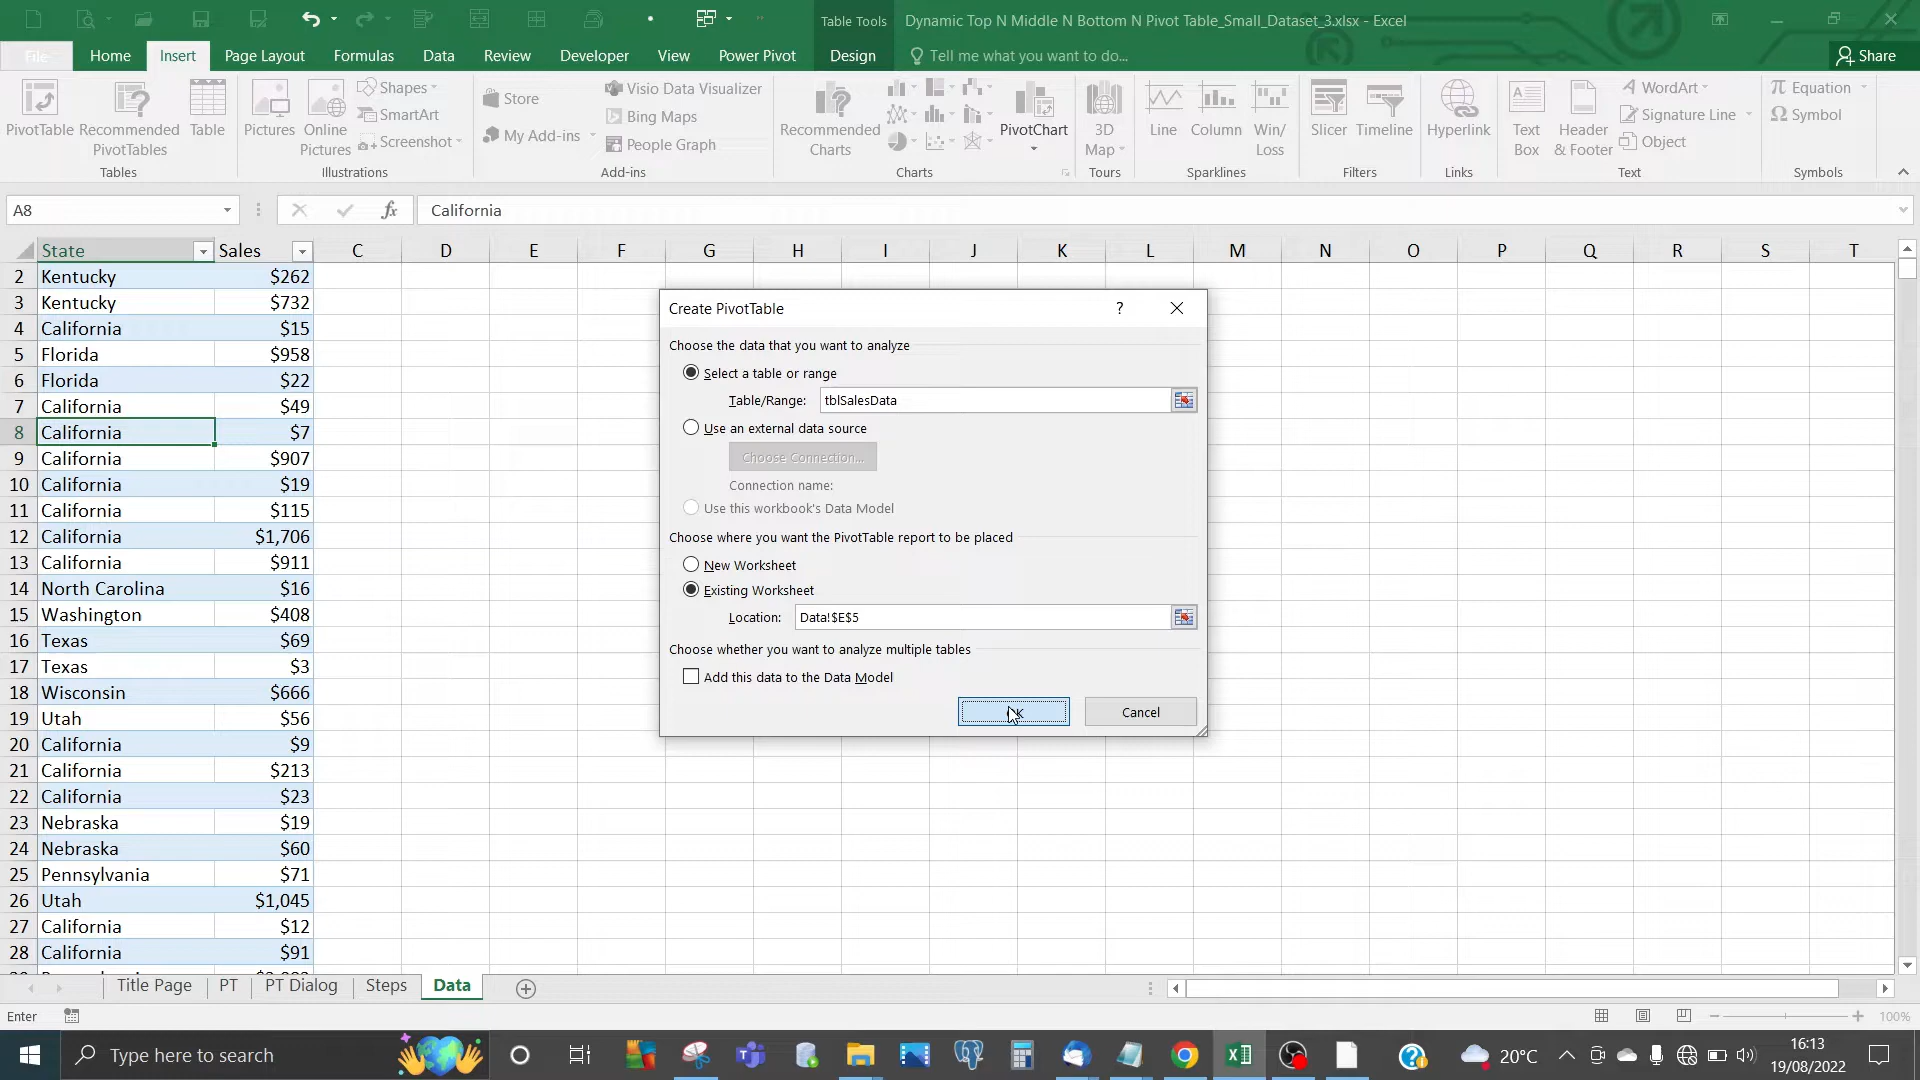 Table Tools
Dynamic Top N Middle N Bottom N Pivot Table_Small_Dataset_3.xlsx - Excel
File Home Insert Page Layout Formulas Data Review Developer View Power Pivot Design Tell me what you want to do... Share
PivotTable Recommended PivotTables Table
Tables
Pictures Online Pictures Shapes SmartArt Screenshot
Illustrations
Store My Add-ins Visio Data Visualizer Bing Maps People Graph
Add-ins
Recommended Charts PivotChart
Charts
3D Map
Tours
Line Column Win/Loss
Sparklines
Slicer Timeline
Filters
Hyperlink
Links
Text Box Header & Footer WordArt Signature Line Object
Text
Equation Symbol
Symbols
A8 fx California
State Sales C D E F G H I J K L M N O P Q R S T
2 Kentucky $262
3 Kentucky $732
4 California $15
5 Florida $958
6 Florida $22
7 California $49
8 California $7
9 California $907
10 California $19
11 California $115
12 California $1,706
13 California $911
14 North Carolina $16
15 Washington $408
16 Texas $69
17 Texas $3
18 Wisconsin $666
19 Utah $56
20 California $9
21 California $213
22 California $23
23 Nebraska $19
24 Nebraska $60
25 Pennsylvania $71
26 Utah $1,045
27 California $12
28 California $91
Create PivotTable ?
Choose the data that you want to analyze
Select a table or range
Table/Range: tblSalesData
Use an external data source
Choose Connection...
Connection name:
Use this workbook's Data Model
Choose where you want the PivotTable report to be placed
New Worksheet
Existing Worksheet
Location: Data!$E$5
Choose whether you want to analyze multiple tables
Add this data to the Data Model
Cancel
Title Page PT PT Dialog Steps Data
Enter 100%
Type here to search 20°C 16:13
19/08/2022